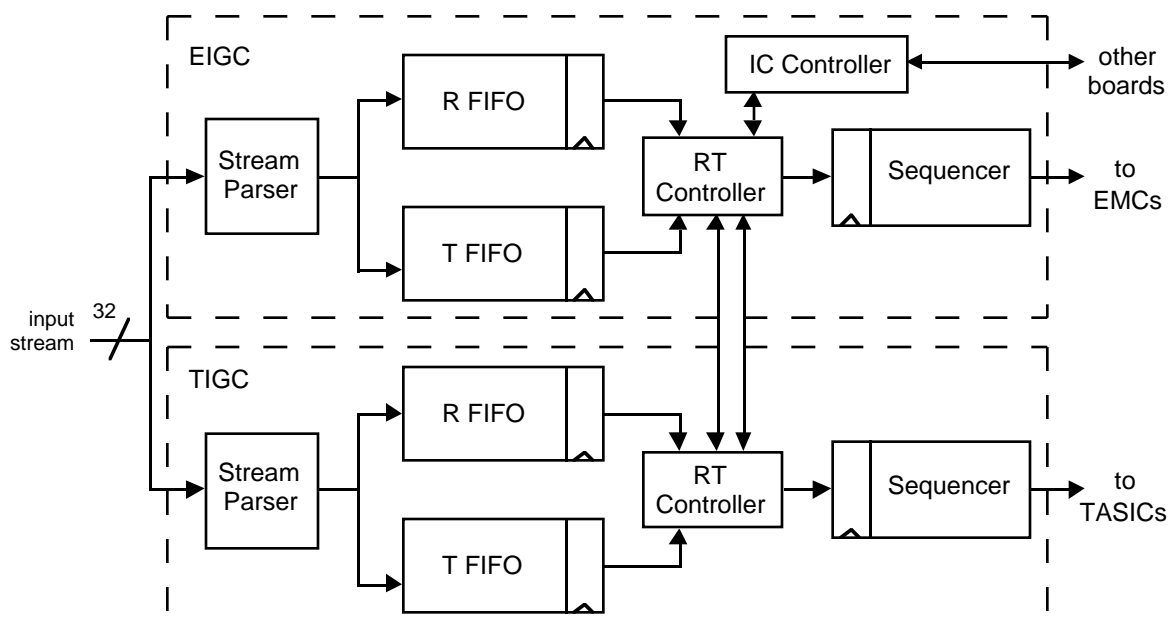 EIGC
R FIFO
IC Controller
other
boards
Stream
Parser
RT
Controller
Sequencer
to
EMCs
T FIFO
32
input
stream
TIGC
R FIFO
Stream
Parser
RT
Controller
Sequencer
to
TASICs
T FIFO